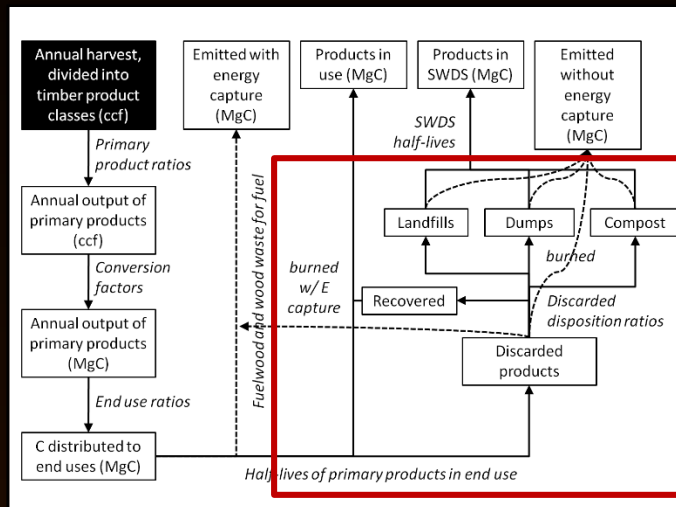 Annual harvest,
divided into
timber product
classes (ccf)
Emitted with
energy capture
(MgC)
Products in
use (MgC)
Products in
SWDS (MgC)
Emitted
without
energy
capture
(MgC)
Primary
product ratios
SWDS
half-lives
Annual output of
primary products
(ccf)
Fuelwood and wood waste for fuel
Landfills
Dumps
Compost
Conversion
factors
burned
w/ E
capture
burned
Recovered
Discarded
disposition ratios
Annual output of
primary products
(MgC)
Discarded
products
End use ratios
C distributed to
end uses (MgC)
Half-lives of primary products in end use